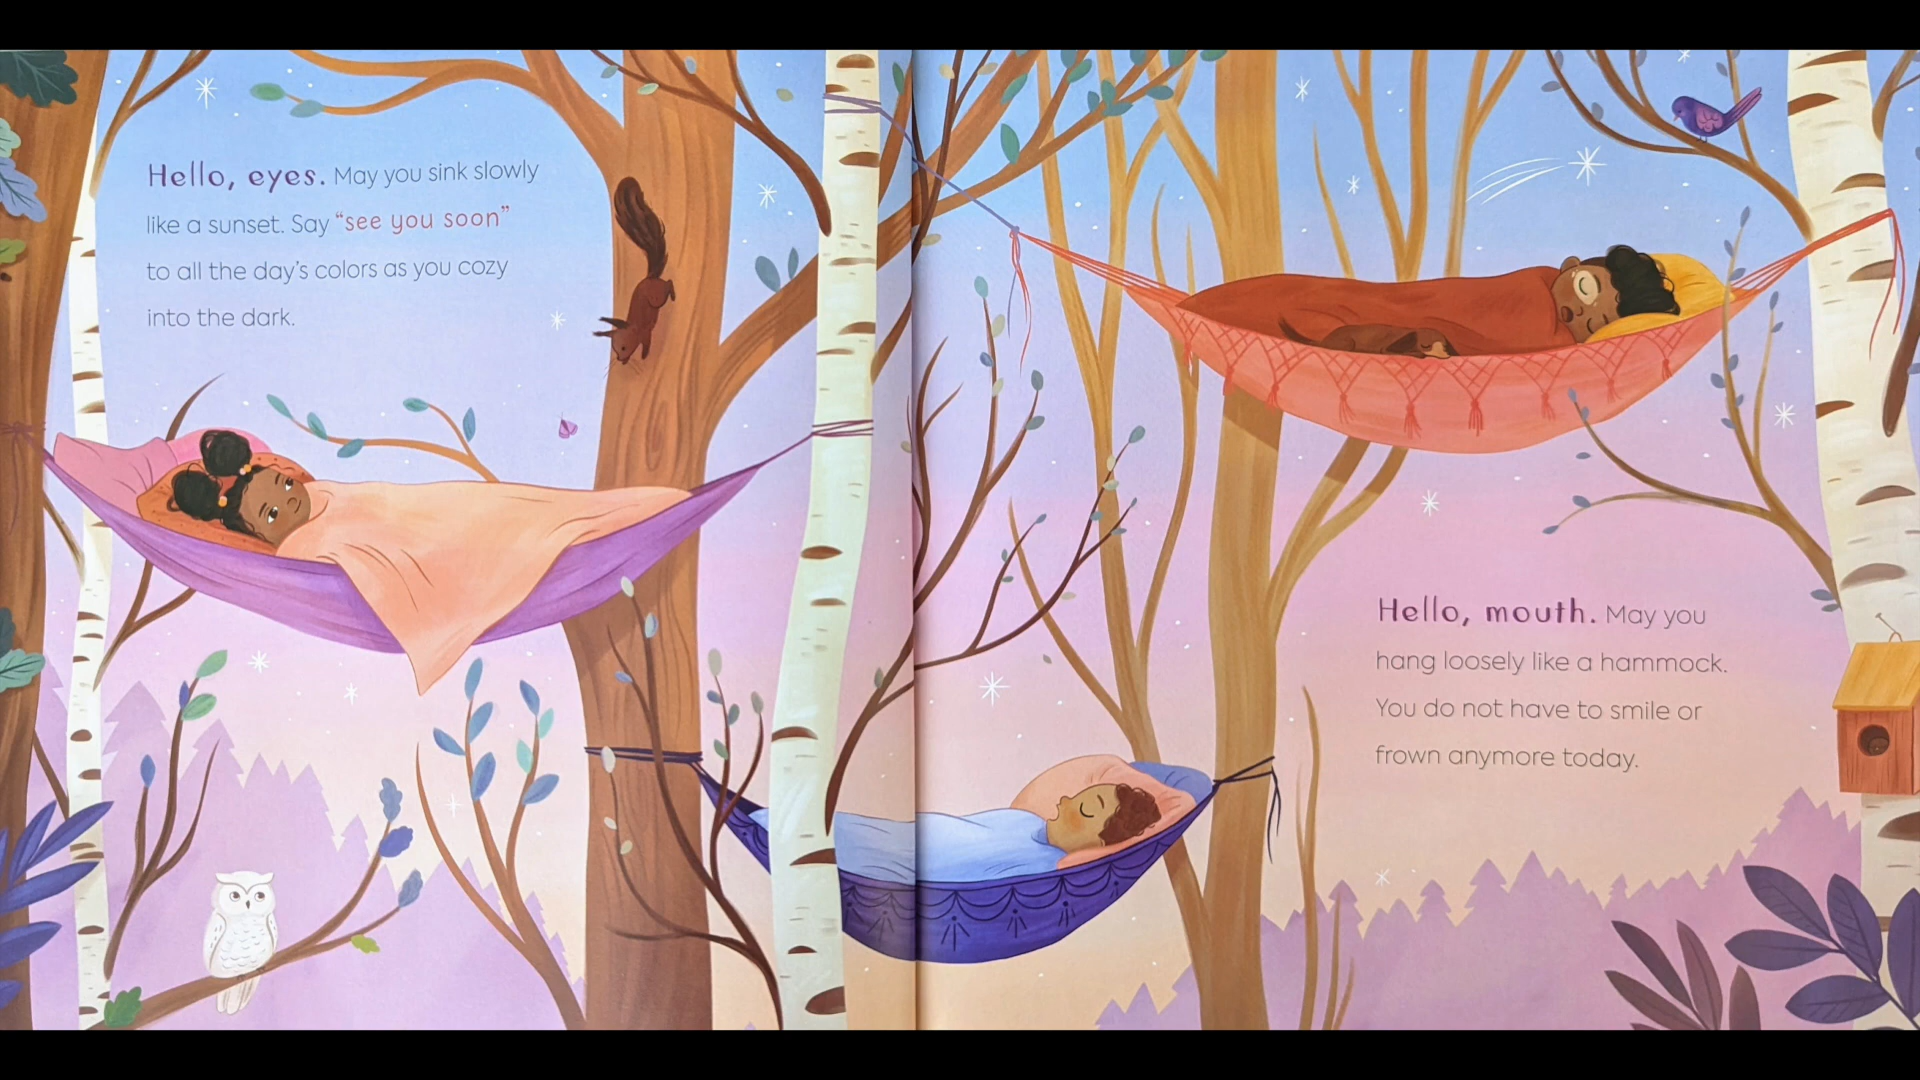 Hello, eyes. May you sink slowly
like a sunset. Say “see you soon”
to all the day’s colors as you cozy
into the dark.
Hello, mouth. May you
hang loosely like a hammock.
You do not have to smile or
frown anymore today.